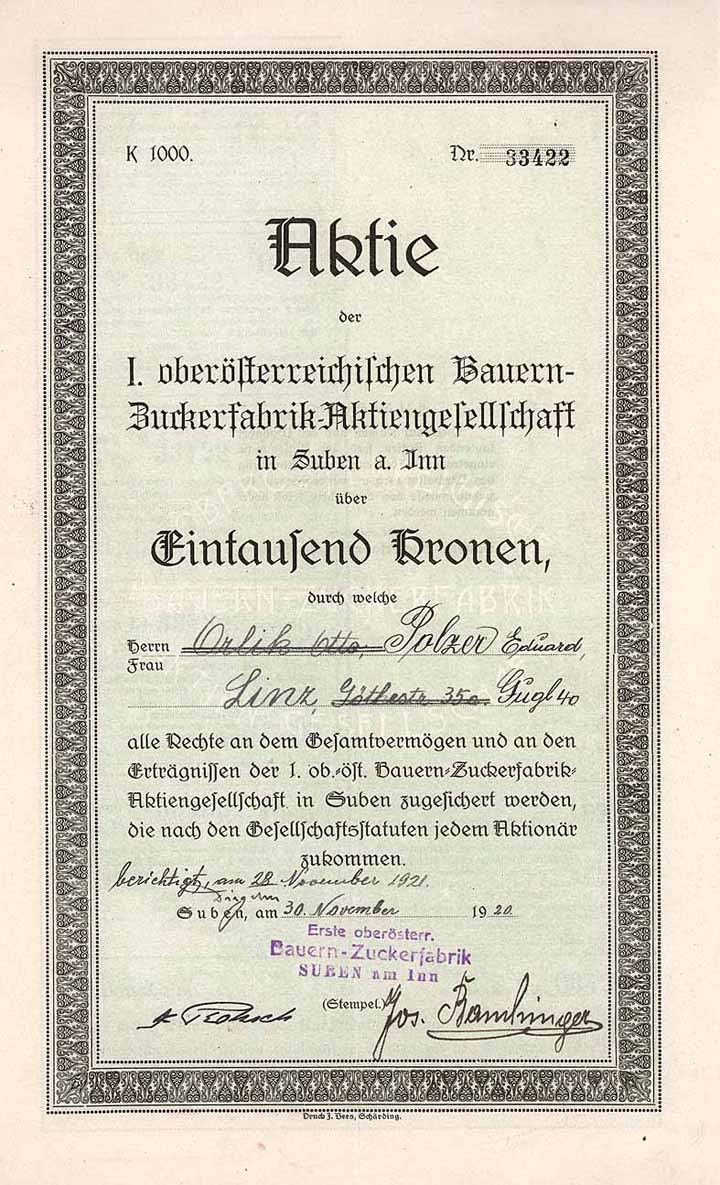 K 1000.
Nr. 33422
Aktie
der
I. oberösterreichischen Bauern-
Zuckerfabrik-Aktiengesellschaft
in Suben a. Inn
über
Eintausend Kronen,
durch welche
Herrn Orlik Otto, Polzer Eduard,
Frau
Linz, Göthestr. 35a. Gugl 40
alle Rechte an dem Gesamtvermögen und an den
Erträgnissen der 1. ob.-öst. Bauern-Zuckerfabrik-
Aktiengesellschaft in Suben zugesichert werden,
die nach den Gesellschaftsstatuten jedem Aktionär
zukommen.
berichtigt, am 28. November 1921.
Suben, am 30. November 1920
Erste oberösterr.
Bauern-Zuckerfabrik
SUBEN am Inn
(Stempel.)
Jos.
Druck J. Vees, Schärding.